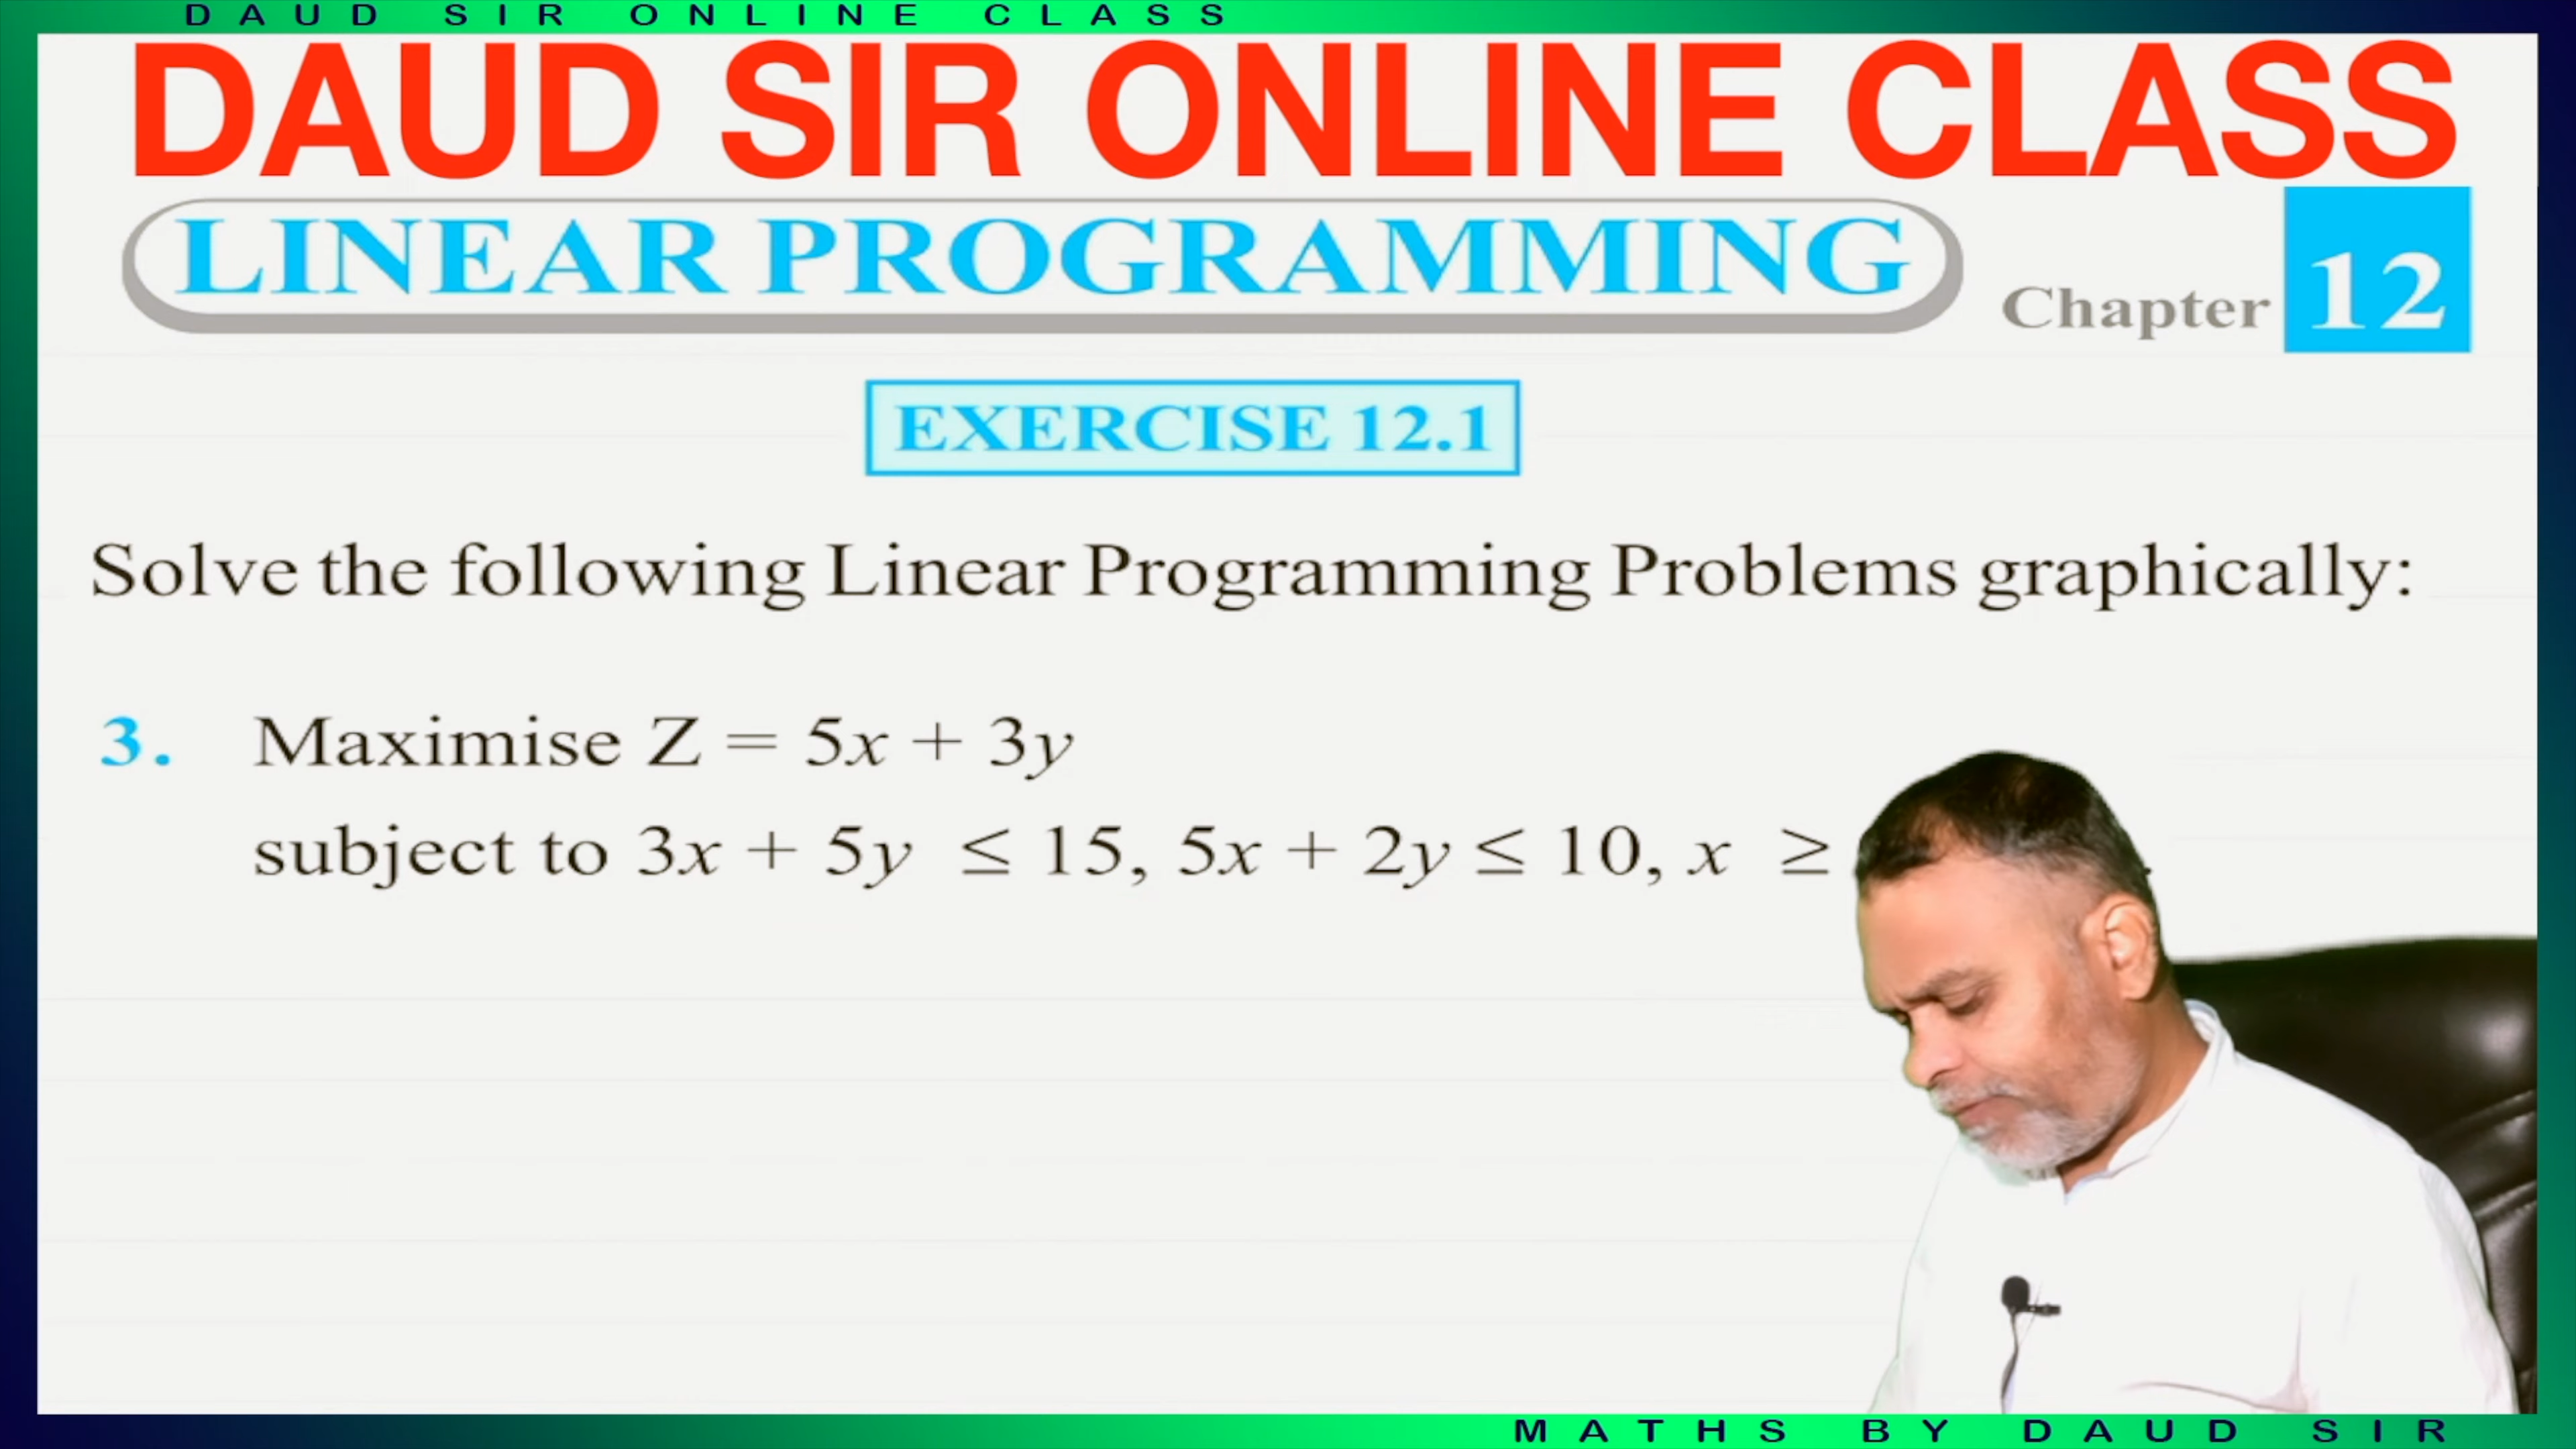 DAUD SIR ONLINE CLASS
DAUD SIR ONLINE CLASS
LINEAR PROGRAMMING
Chapter 12
EXERCISE 12.1
Solve the following Linear Programming Problems graphically:
3. Maximise Z = 5x + 3y
subject to 3x + 5y ≤ 15, 5x + 2y ≤ 10, x ≥
MATHS BY DAUD SIR